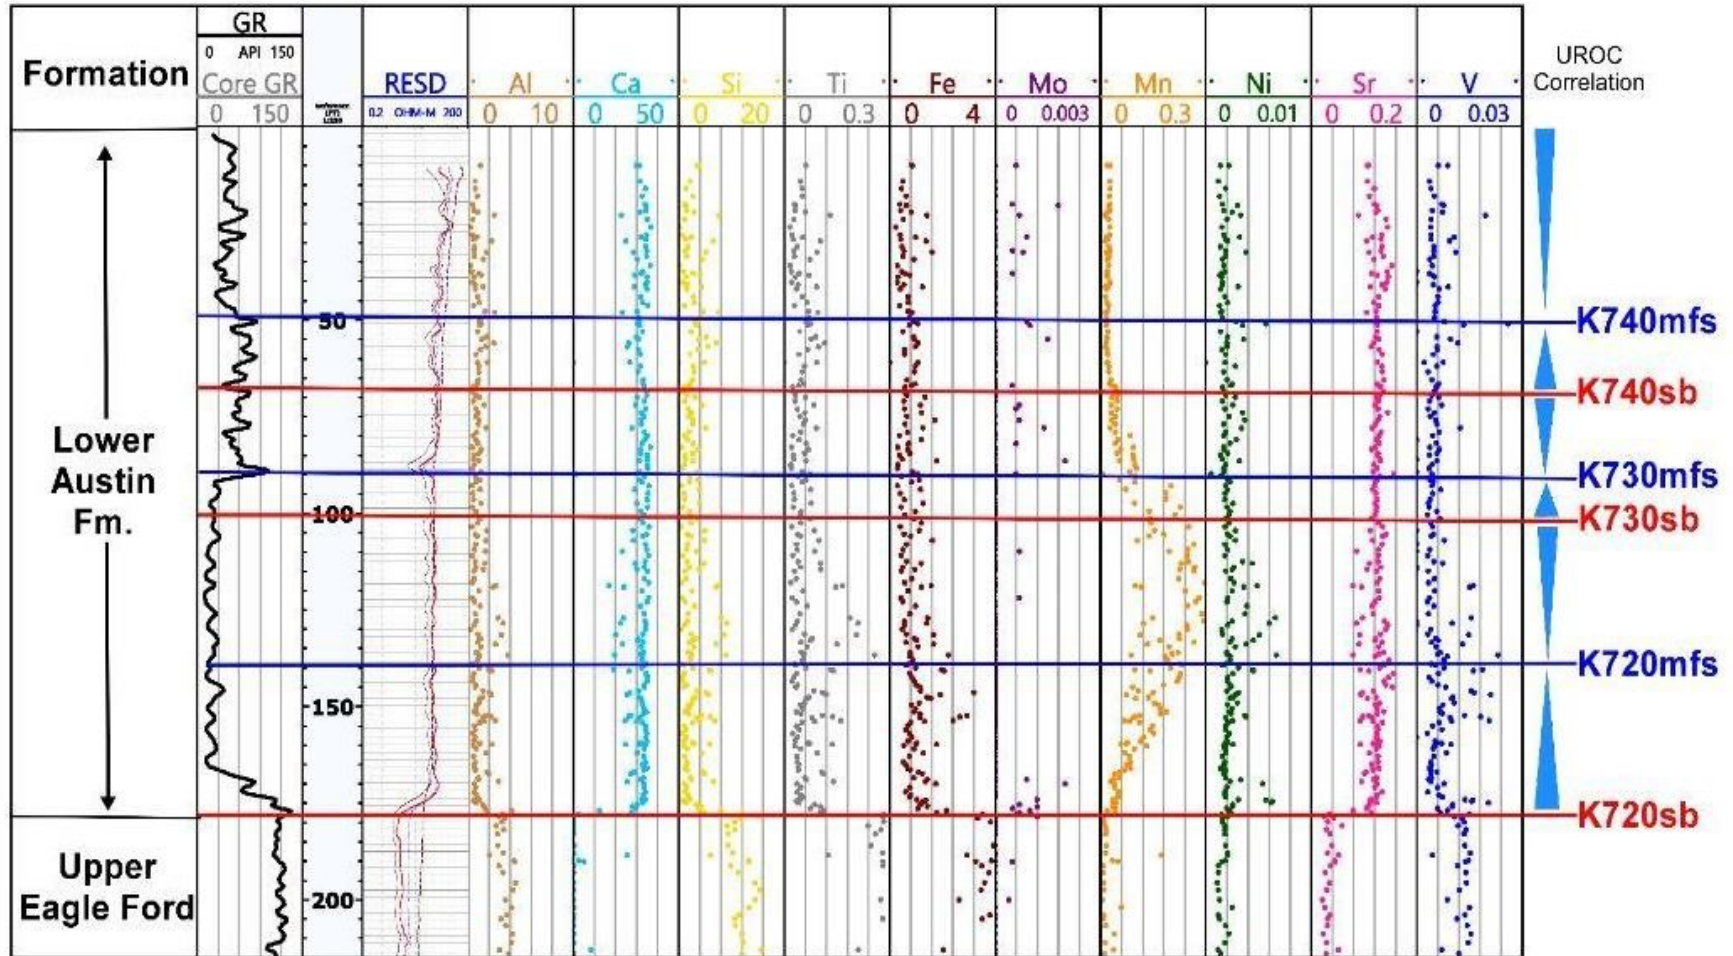 Formation
GR
0 API 150
Core GR
0 150
RESD
0.2 OHM-M 200
Al
0 10
Ca
0 50
Si
0 20
Ti
0 0.3
Fe
0 4
Mo
0 0.003
Mn
0 0.3
Ni
0 0.01
Sr
0 0.2
V
0 0.03
UROC
Correlation
Lower
Austin
Fm.
Upper
Eagle Ford
50
100
150
200
K740mfs
K740sb
K730mfs
K730sb
K720mfs
K720sb